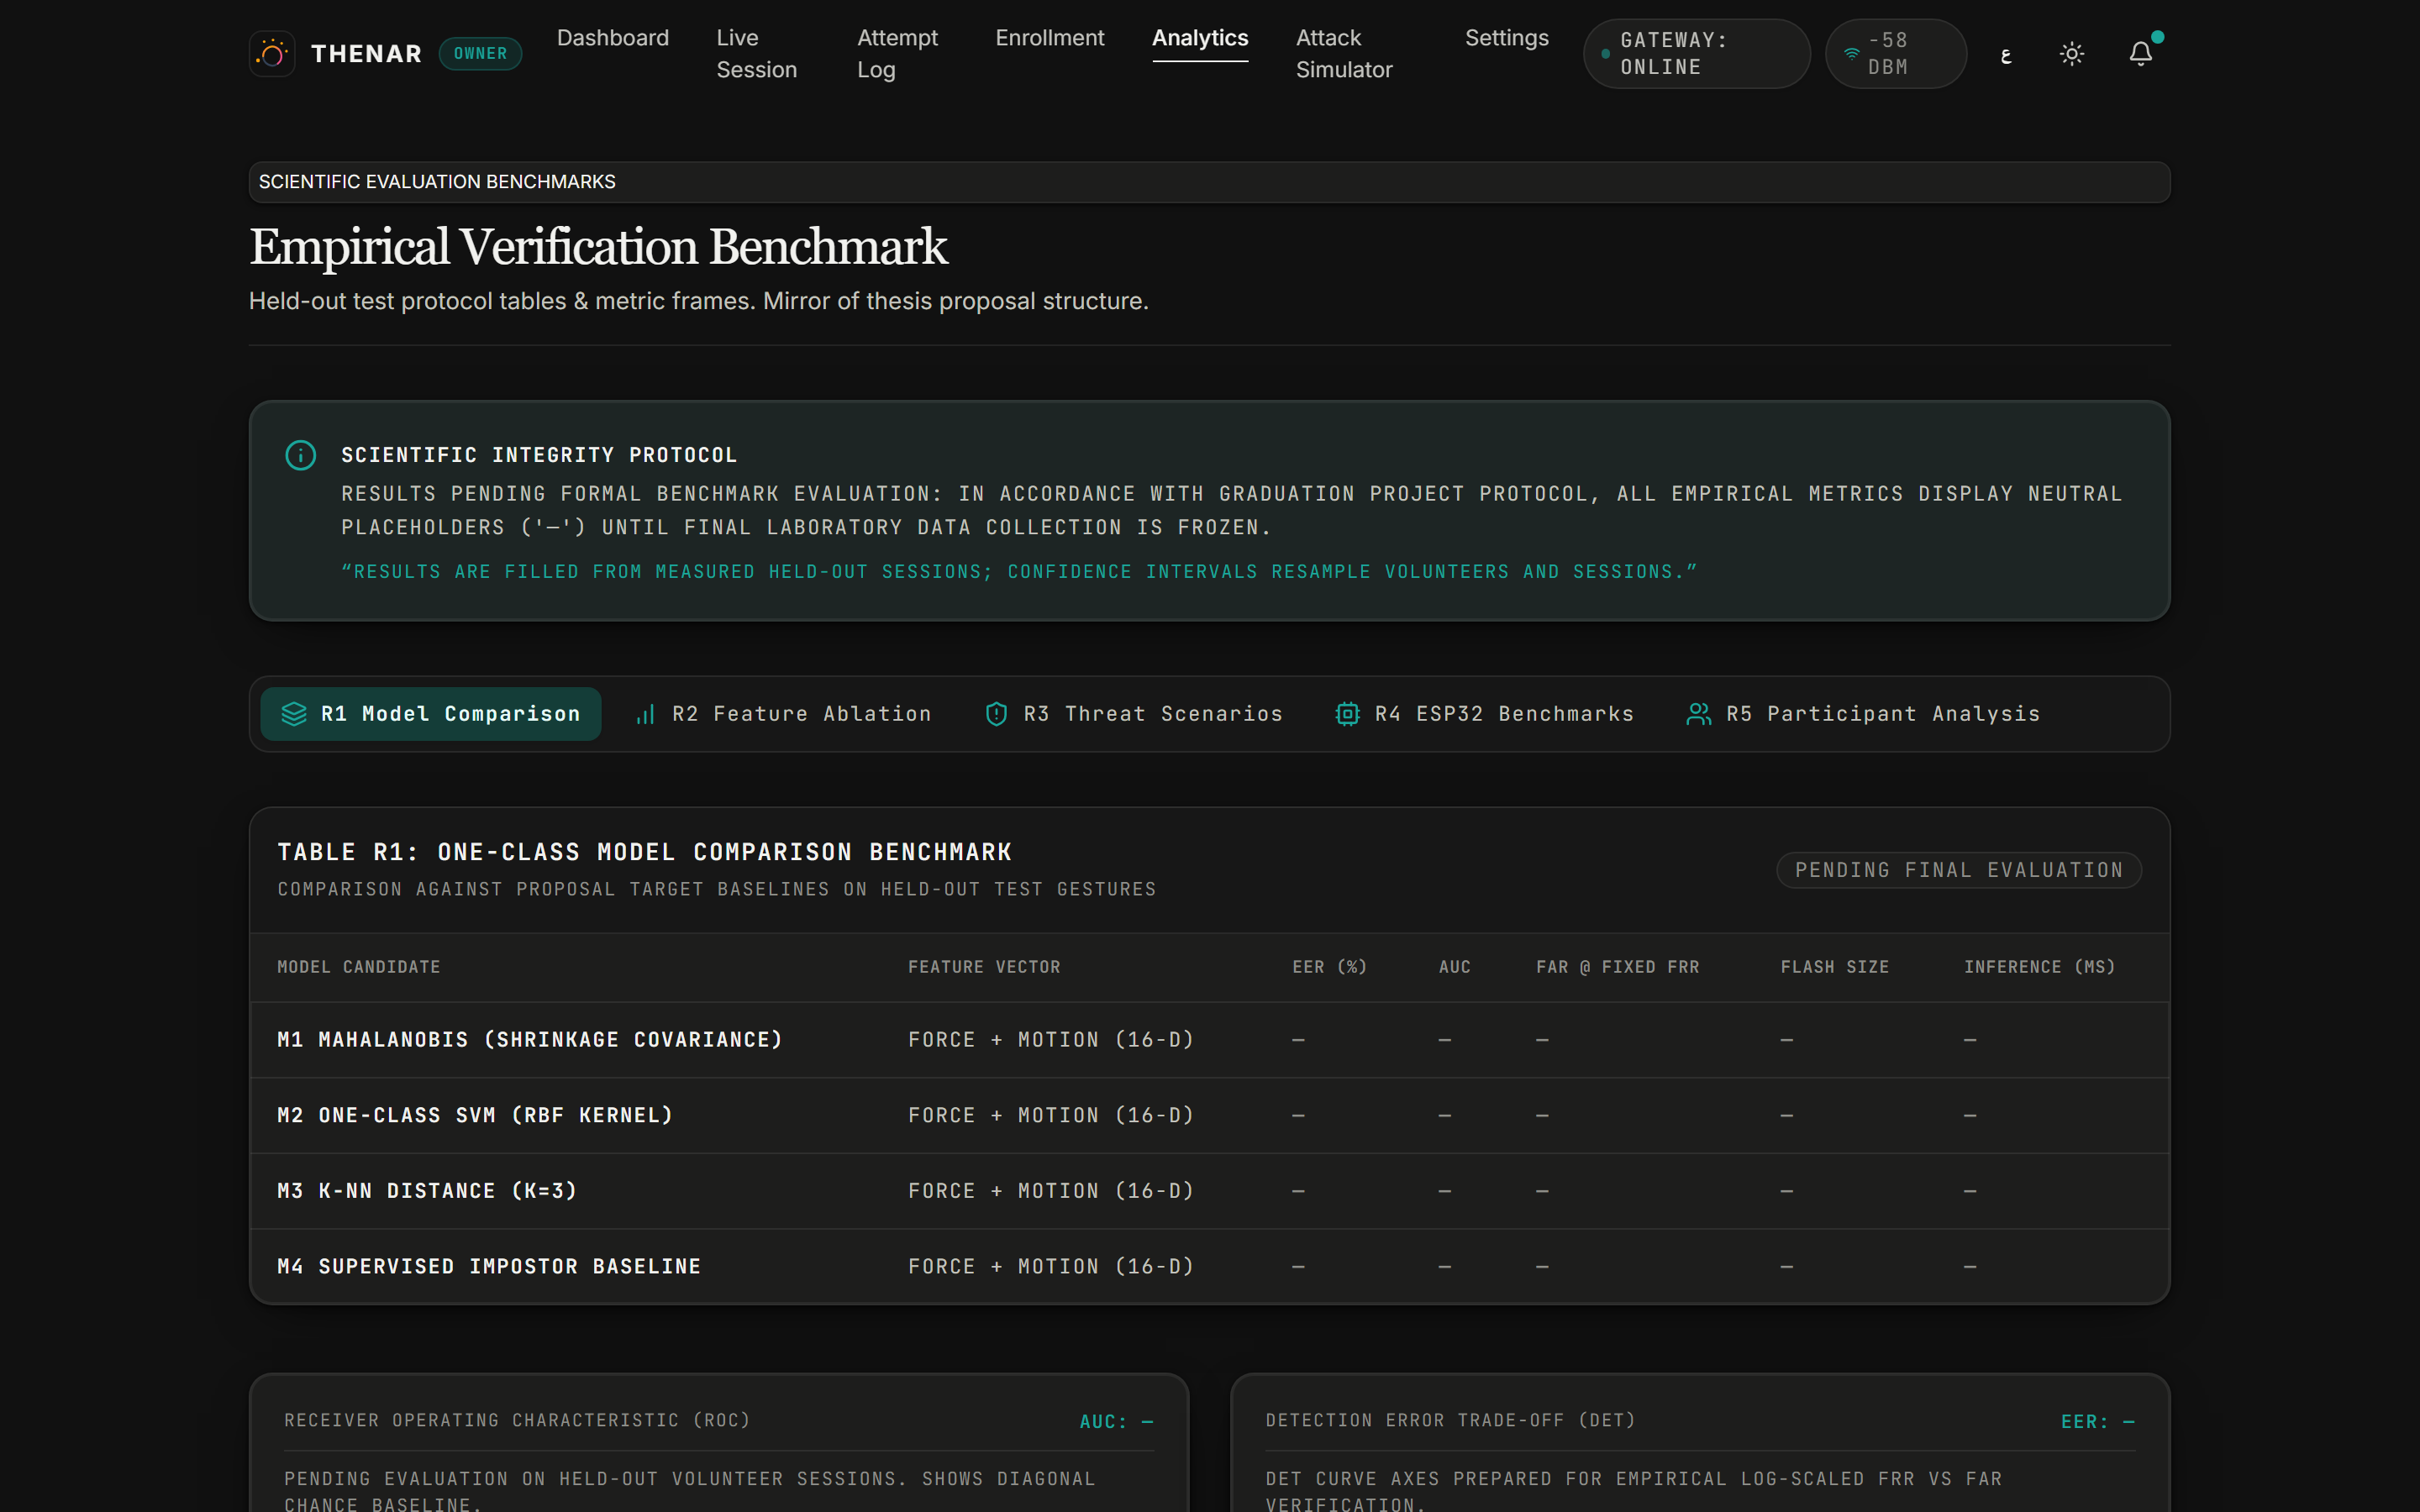 THENAR OWNER Dashboard Live Session Attempt Log Enrollment Analytics Attack Simulator Settings GATEWAY: ONLINE -58 DBM ع
SCIENTIFIC EVALUATION BENCHMARKS
Empirical Verification Benchmark
Held-out test protocol tables & metric frames. Mirror of thesis proposal structure.
SCIENTIFIC INTEGRITY PROTOCOL
RESULTS PENDING FORMAL BENCHMARK EVALUATION: IN ACCORDANCE WITH GRADUATION PROJECT PROTOCOL, ALL EMPIRICAL METRICS DISPLAY NEUTRAL
PLACEHOLDERS ('—') UNTIL FINAL LABORATORY DATA COLLECTION IS FROZEN.
“RESULTS ARE FILLED FROM MEASURED HELD-OUT SESSIONS; CONFIDENCE INTERVALS RESAMPLE VOLUNTEERS AND SESSIONS.”
R1 Model Comparison R2 Feature Ablation R3 Threat Scenarios R4 ESP32 Benchmarks R5 Participant Analysis
TABLE R1: ONE-CLASS MODEL COMPARISON BENCHMARK
COMPARISON AGAINST PROPOSAL TARGET BASELINES ON HELD-OUT TEST GESTURES
PENDING FINAL EVALUATION
MODEL CANDIDATE FEATURE VECTOR EER (%) AUC FAR @ FIXED FRR FLASH SIZE INFERENCE (MS)
M1 MAHALANOBIS (SHRINKAGE COVARIANCE) FORCE + MOTION (16-D) — — — — —
M2 ONE-CLASS SVM (RBF KERNEL) FORCE + MOTION (16-D) — — — — —
M3 K-NN DISTANCE (K=3) FORCE + MOTION (16-D) — — — — —
M4 SUPERVISED IMPOSTOR BASELINE FORCE + MOTION (16-D) — — — — —
RECEIVER OPERATING CHARACTERISTIC (ROC) AUC: —
PENDING EVALUATION ON HELD-OUT VOLUNTEER SESSIONS. SHOWS DIAGONAL
CHANCE BASELINE.
DETECTION ERROR TRADE-OFF (DET) EER: —
DET CURVE AXES PREPARED FOR EMPIRICAL LOG-SCALED FRR VS FAR
VERIFICATION.